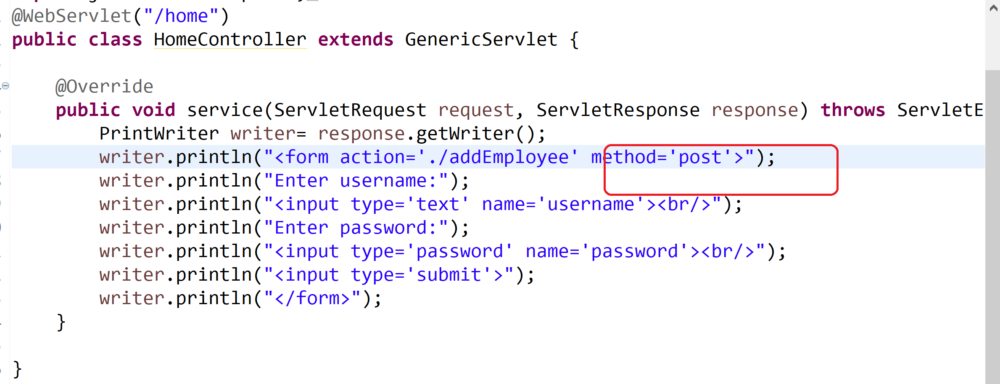 @WebServlet("/home")
public class HomeController extends GenericServlet {
@Override
public void service(ServletRequest request, ServletResponse response) throws ServletE
PrintWriter writer= response.getWriter();
writer.println("<form action='./addEmployee' method='post'>");
writer.println("Enter username:");
writer.println("<input type='text' name='username'><br/>");
writer.println("Enter password:");
writer.println("<input type='password' name='password'><br/>");
writer.println("<input type='submit'>");
writer.println("</form>");
}
}